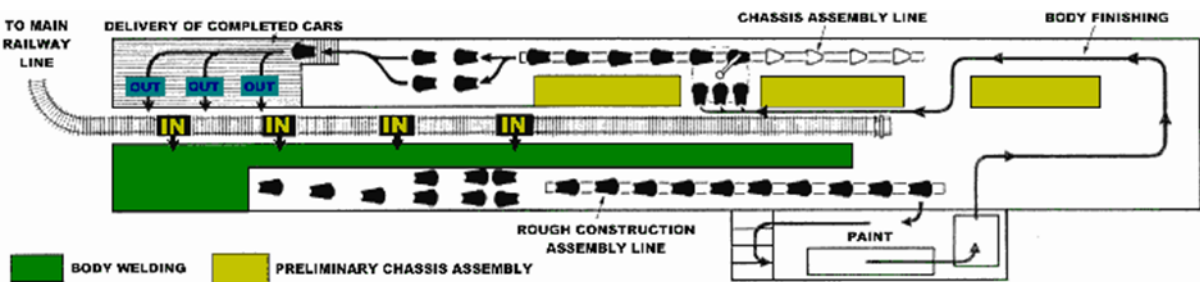 TO MAIN
RAILWAY
LINE
DELIVERY OF COMPLETED CARS
CHASSIS ASSEMBLY LINE
BODY FINISHING
OUT OUT OUT
IN IN IN IN
ROUGH CONSTRUCTION
ASSEMBLY LINE
PAINT
BODY WELDING
PRELIMINARY CHASSIS ASSEMBLY